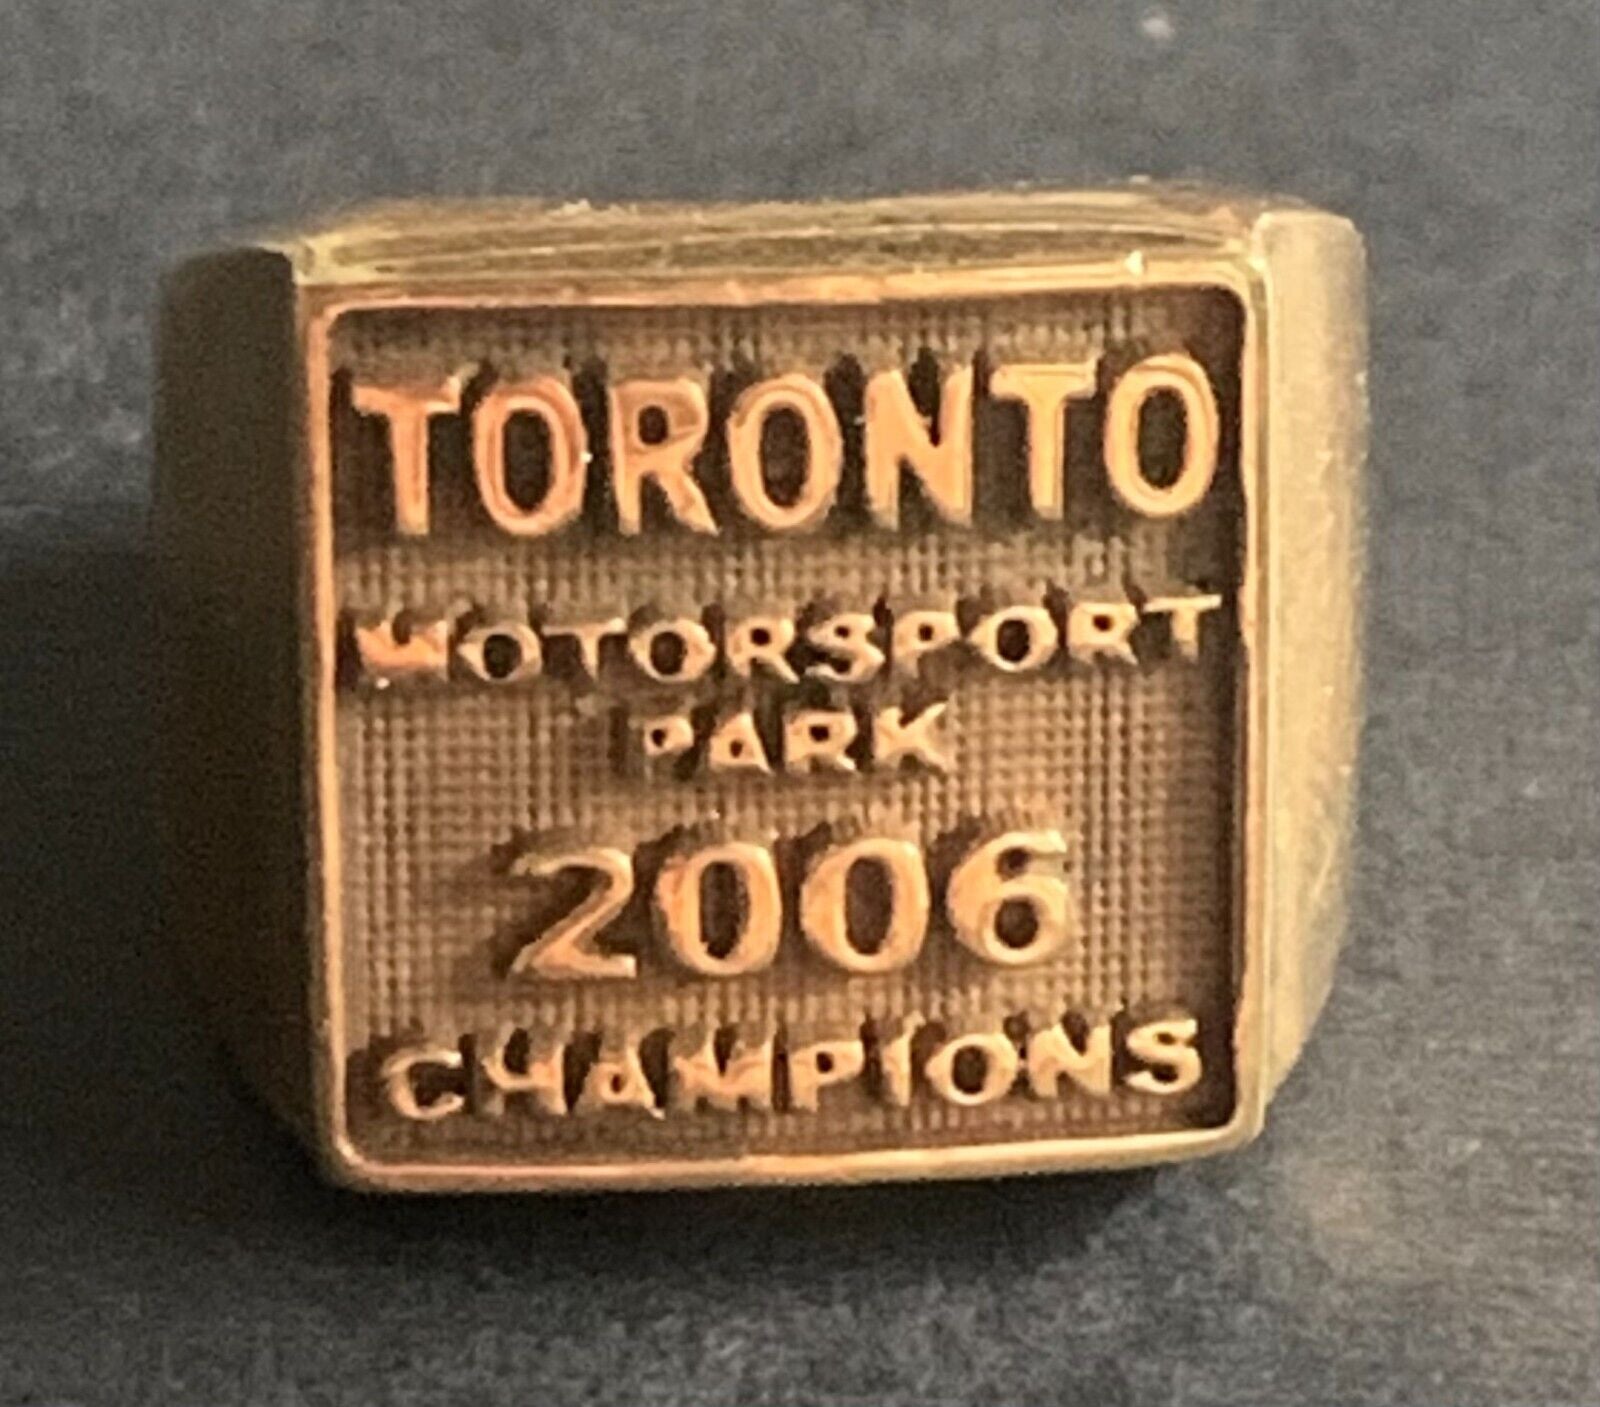 TORONTO
MOTORSPORT
PARK
2006
CHAMPIONS